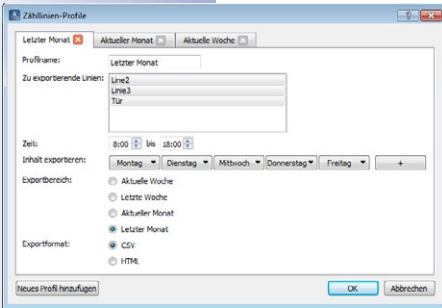 Zähllinien-Profile
Letzter Monat
Aktueller Monat
Aktuelle Woche
Profilname:
Letzter Monat
Zu exportierende Linien:
Line2
Linie3
Tür
Zeit:
8:00 bis 18:00
Inhalt exportieren:
Montag Dienstag Mittwoch Donnerstag Freitag +
Exportbereich:
Aktuelle Woche
Letzte Woche
Aktueller Monat
Letzter Monat
Exportformat:
CSV
HTML
Neues Profil hinzufügen
OK
Abbrechen